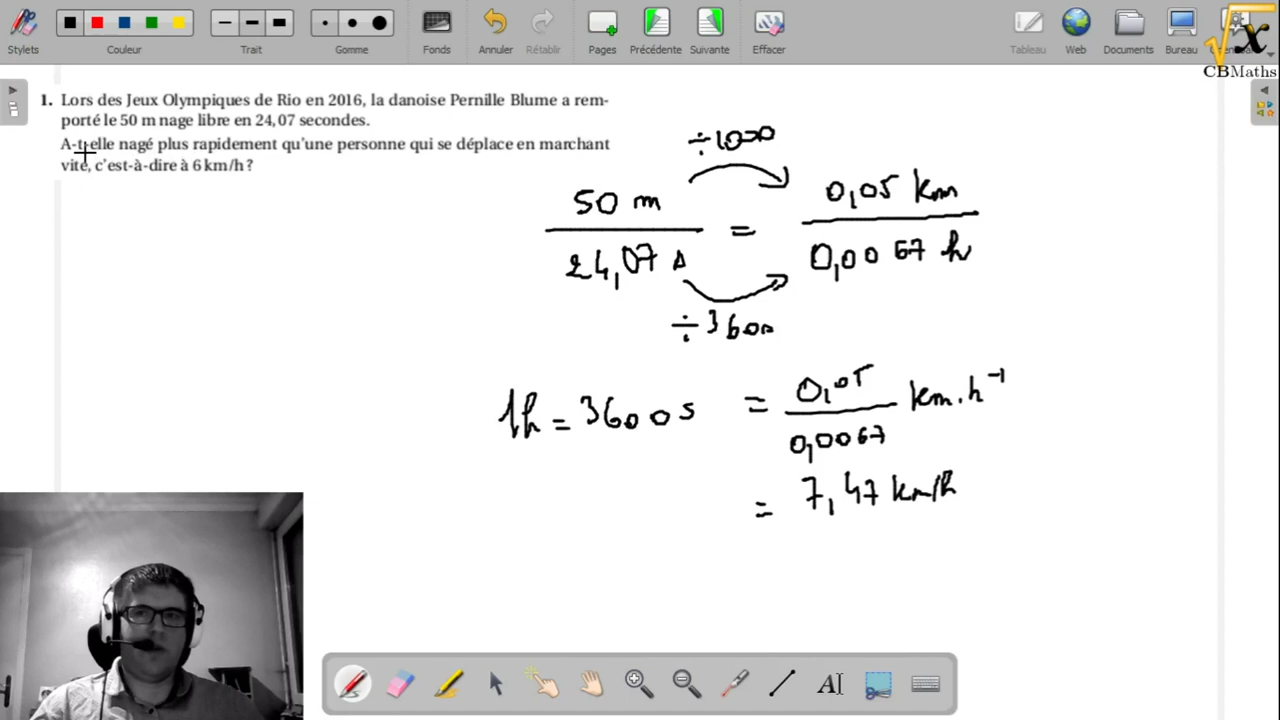 Stylets Couleur Trait Gomme Fonds Annuler Rétablir Pages Précédente Suivante Effacer Tableau Web Documents Bureau
√x
CBMaths
1. Lors des Jeux Olympiques de Rio en 2016, la danoise Pernille Blume a rem-
porté le 50 m nage libre en 24,07 secondes.
A-t-elle nagé plus rapidement qu'une personne qui se déplace en marchant
vite, c'est-à-dire à 6 km/h ?
÷1000
50 m / 24,07 s = 0,05 km / 0,0067 h
÷3600
1h = 3600 s
= 0,05 / 0,0067 km.h⁻¹
= 7,47 km/h
AI